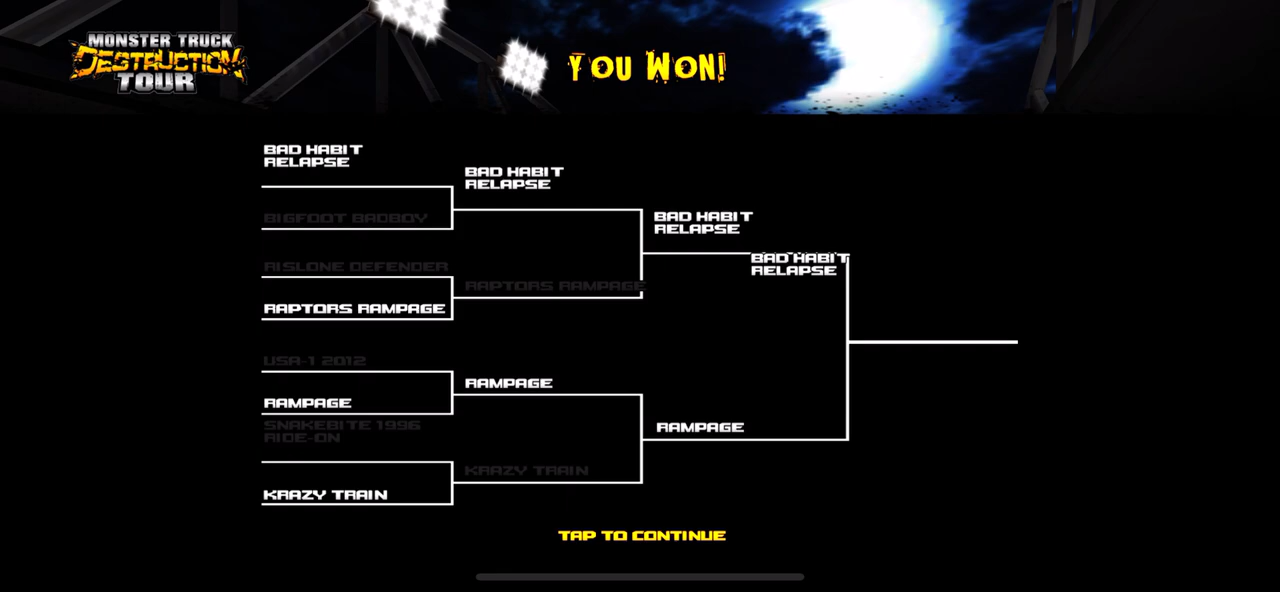 MONSTER TRUCK
DESTRUCTION
TOUR
YOU WON!
BAD HABIT
RELAPSE
BIGFOOT BADBOY
RISLONE DEFENDER
RAPTORS RAMPAGE
USA-1 2012
RAMPAGE
SNAKEBITE 1996
RIDE-ON
KRAZY TRAIN
BAD HABIT
RELAPSE
RAPTORS RAMPAGE
RAMPAGE
KRAZY TRAIN
BAD HABIT
RELAPSE
RAMPAGE
BAD HABIT
RELAPSE
TAP TO CONTINUE